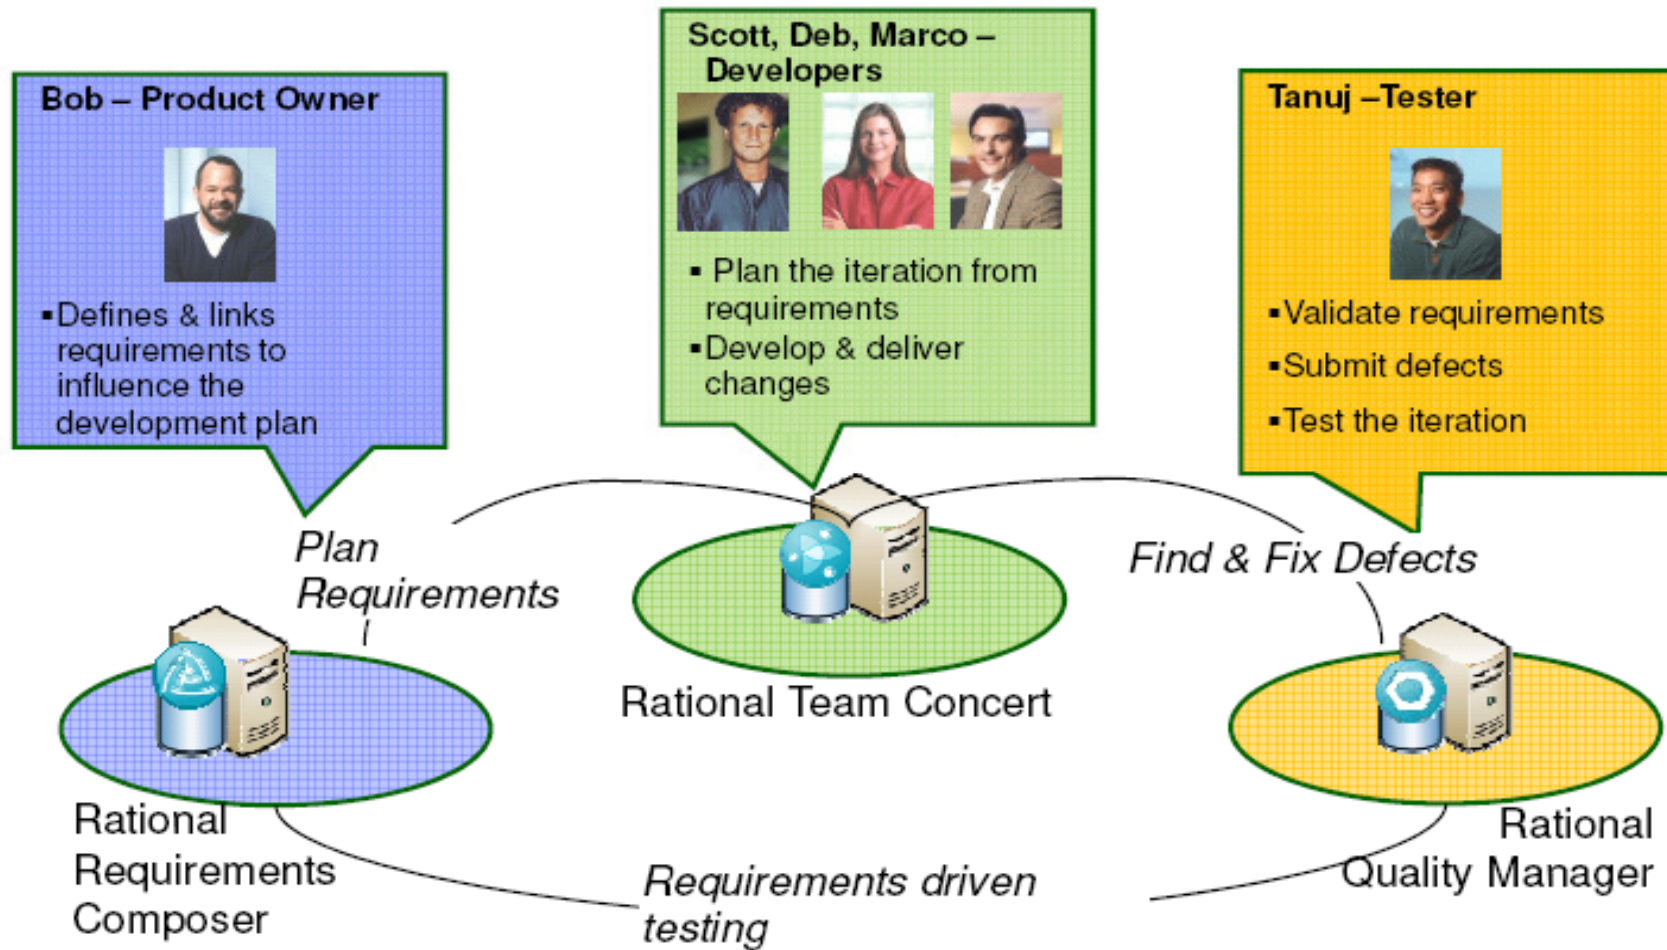 Bob – Product Owner
▪Defines & links
requirements to
influence the
development plan
Scott, Deb, Marco –
Developers
▪ Plan the iteration from
requirements
▪Develop & deliver
changes
Tanuj –Tester
▪Validate requirements
▪Submit defects
▪Test the iteration
Plan
Requirements
Find & Fix Defects
Rational Team Concert
Rational
Requirements
Composer
Requirements driven
testing
Rational
Quality Manager